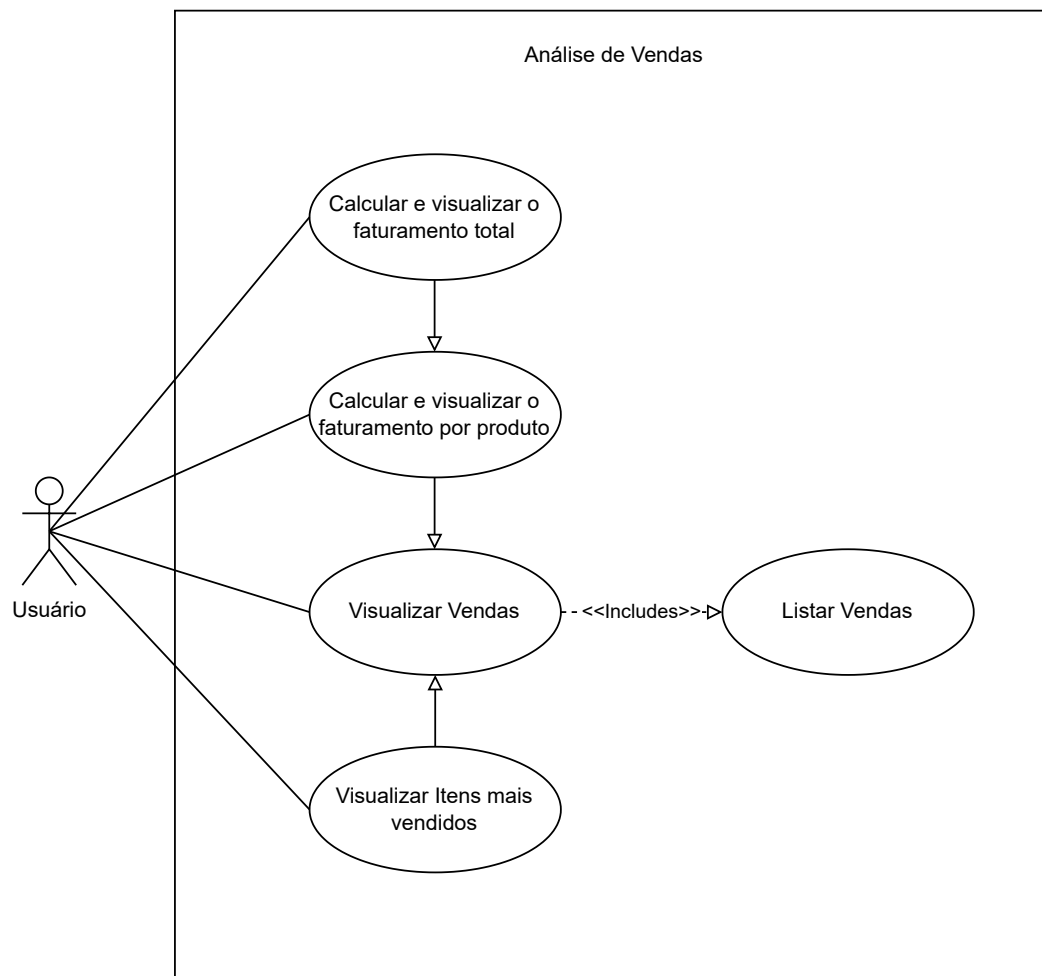 Análise de Vendas
Calcular e visualizar o
faturamento total
Calcular e visualizar o
faturamento por produto
Usuário
Visualizar Vendas
<<Includes>>
Listar Vendas
Visualizar Itens mais
vendidos